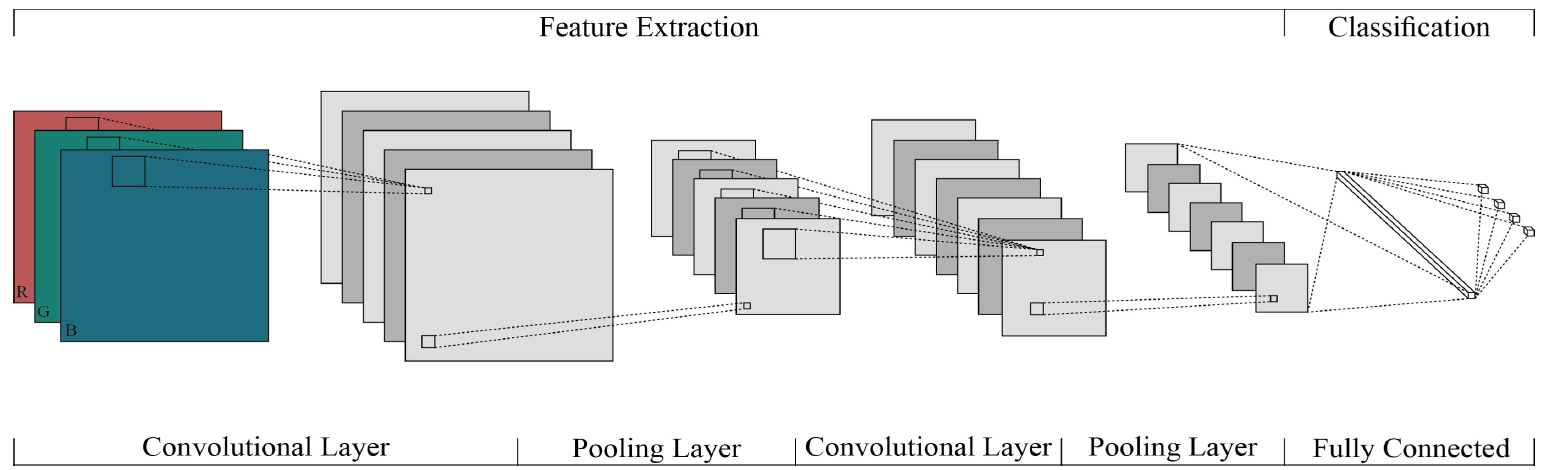 Feature Extraction
Classification
R
G
B
Convolutional Layer
Pooling Layer
Convolutional Layer
Pooling Layer
Fully Connected